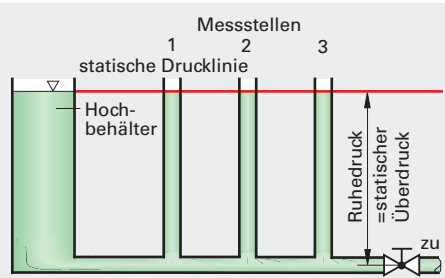 Messstellen
1 2 3
statische Drucklinie
Hoch-
behälter
Ruhedruck
=statischer
Überdruck
zu